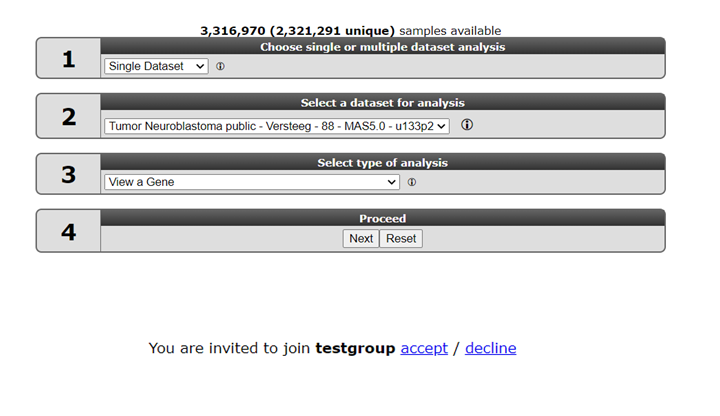 3,316,970 (2,321,291 unique) samples available
1
Choose single or multiple dataset analysis
Single Dataset
2
Select a dataset for analysis
Tumor Neuroblastoma public - Versteeg - 88 - MAS5.0 - u133p2
3
Select type of analysis
View a Gene
4
Proceed
Next Reset
You are invited to join testgroup accept / decline